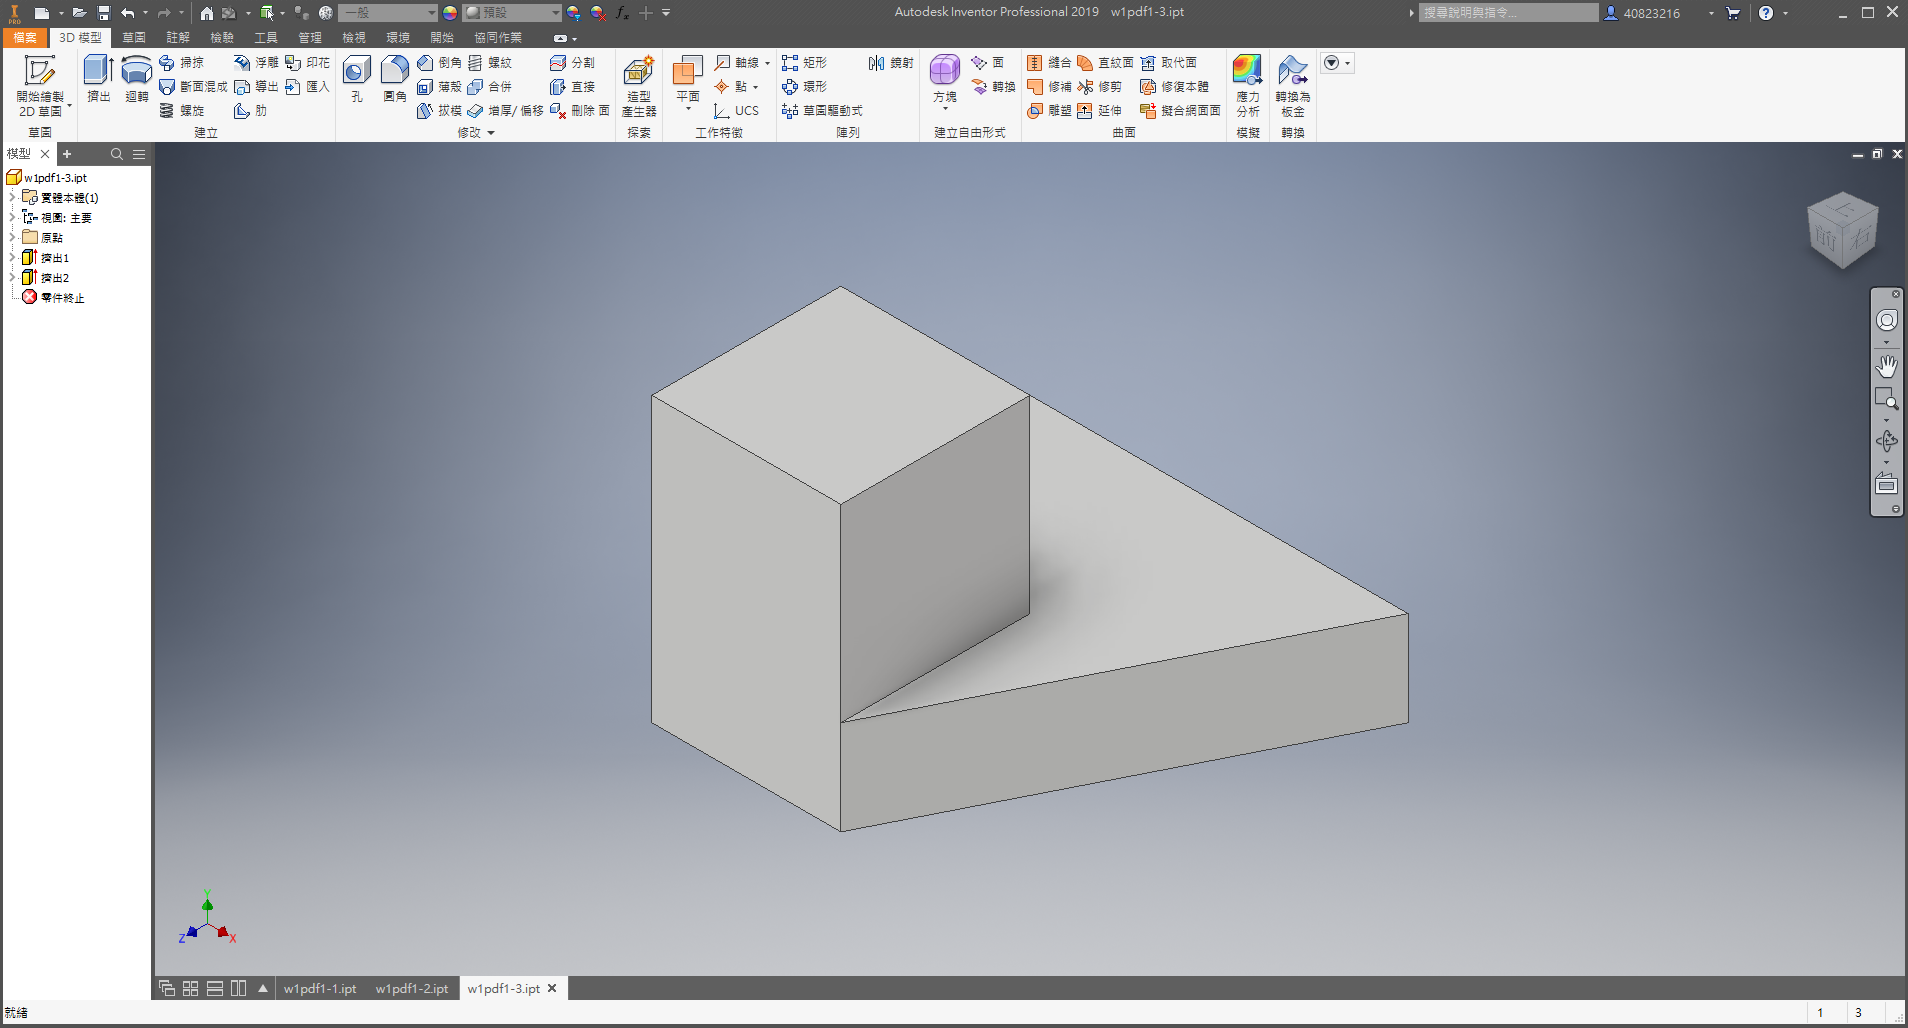 PRO
一般
預設
fx
Autodesk Inventor Professional 2019 w1pdf1-3.ipt
搜尋說明與指令...
40823216
檔案 3D 模型 草圖 註解 檢驗 工具 管理 檢視 環境 開始 協同作業
開始繪製
2D 草圖
草圖
擠出
迴轉
掃掠
斷面混成
螺旋
浮雕
導出
肋
印花
匯入
建立
孔
圓角
倒角
薄殼
拔模
螺紋
合併
增厚/ 偏移
分割
直接
刪除 面
修改
造型
產生器
探索
平面
軸線
點
UCS
工作特徵
矩形
環形
草圖驅動式
鏡射
陣列
方塊
面
轉換
建立自由形式
縫合
修補
雕塑
直紋面
修剪
延伸
取代面
修復本體
擬合網面面
曲面
應力
分析
模擬
轉換為
板金
轉換
模型
w1pdf1-3.ipt
實體本體(1)
視圖: 主要
原點
擠出1
擠出2
零件終止
上
前
右
Y
Z
X
w1pdf1-1.ipt w1pdf1-2.ipt w1pdf1-3.ipt
就緒
1 3